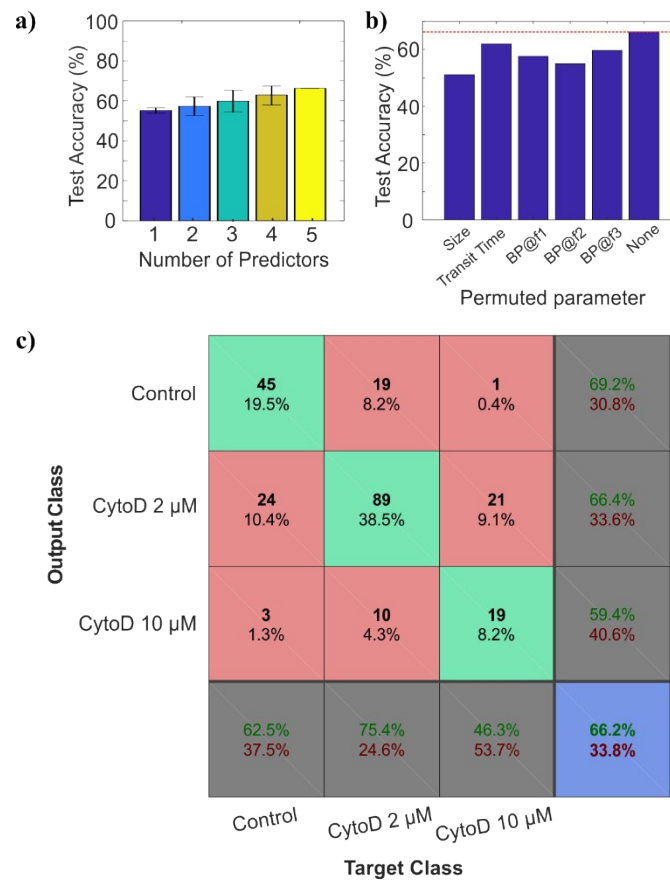 a)
Test Accuracy (%)
100
80
60
40
20
0
1 2 3 4 5
Number of Predictors
b)
Test Accuracy (%)
60
40
20
0
Size
Transit Time
BP@f1
BP@f2
BP@f3
None
Permuted parameter
c)
Output Class
Control
45 19 1 69.2%
19.5% 8.2% 0.4% 30.8%
CytoD 2 µM
24 89 21 66.4%
10.4% 38.5% 9.1% 33.6%
CytoD 10 µM
3 10 19 59.4%
1.3% 4.3% 8.2% 40.6%
62.5% 75.4% 46.3% 66.2%
37.5% 24.6% 53.7% 33.8%
Control CytoD 2 µM CytoD 10 µM
Target Class